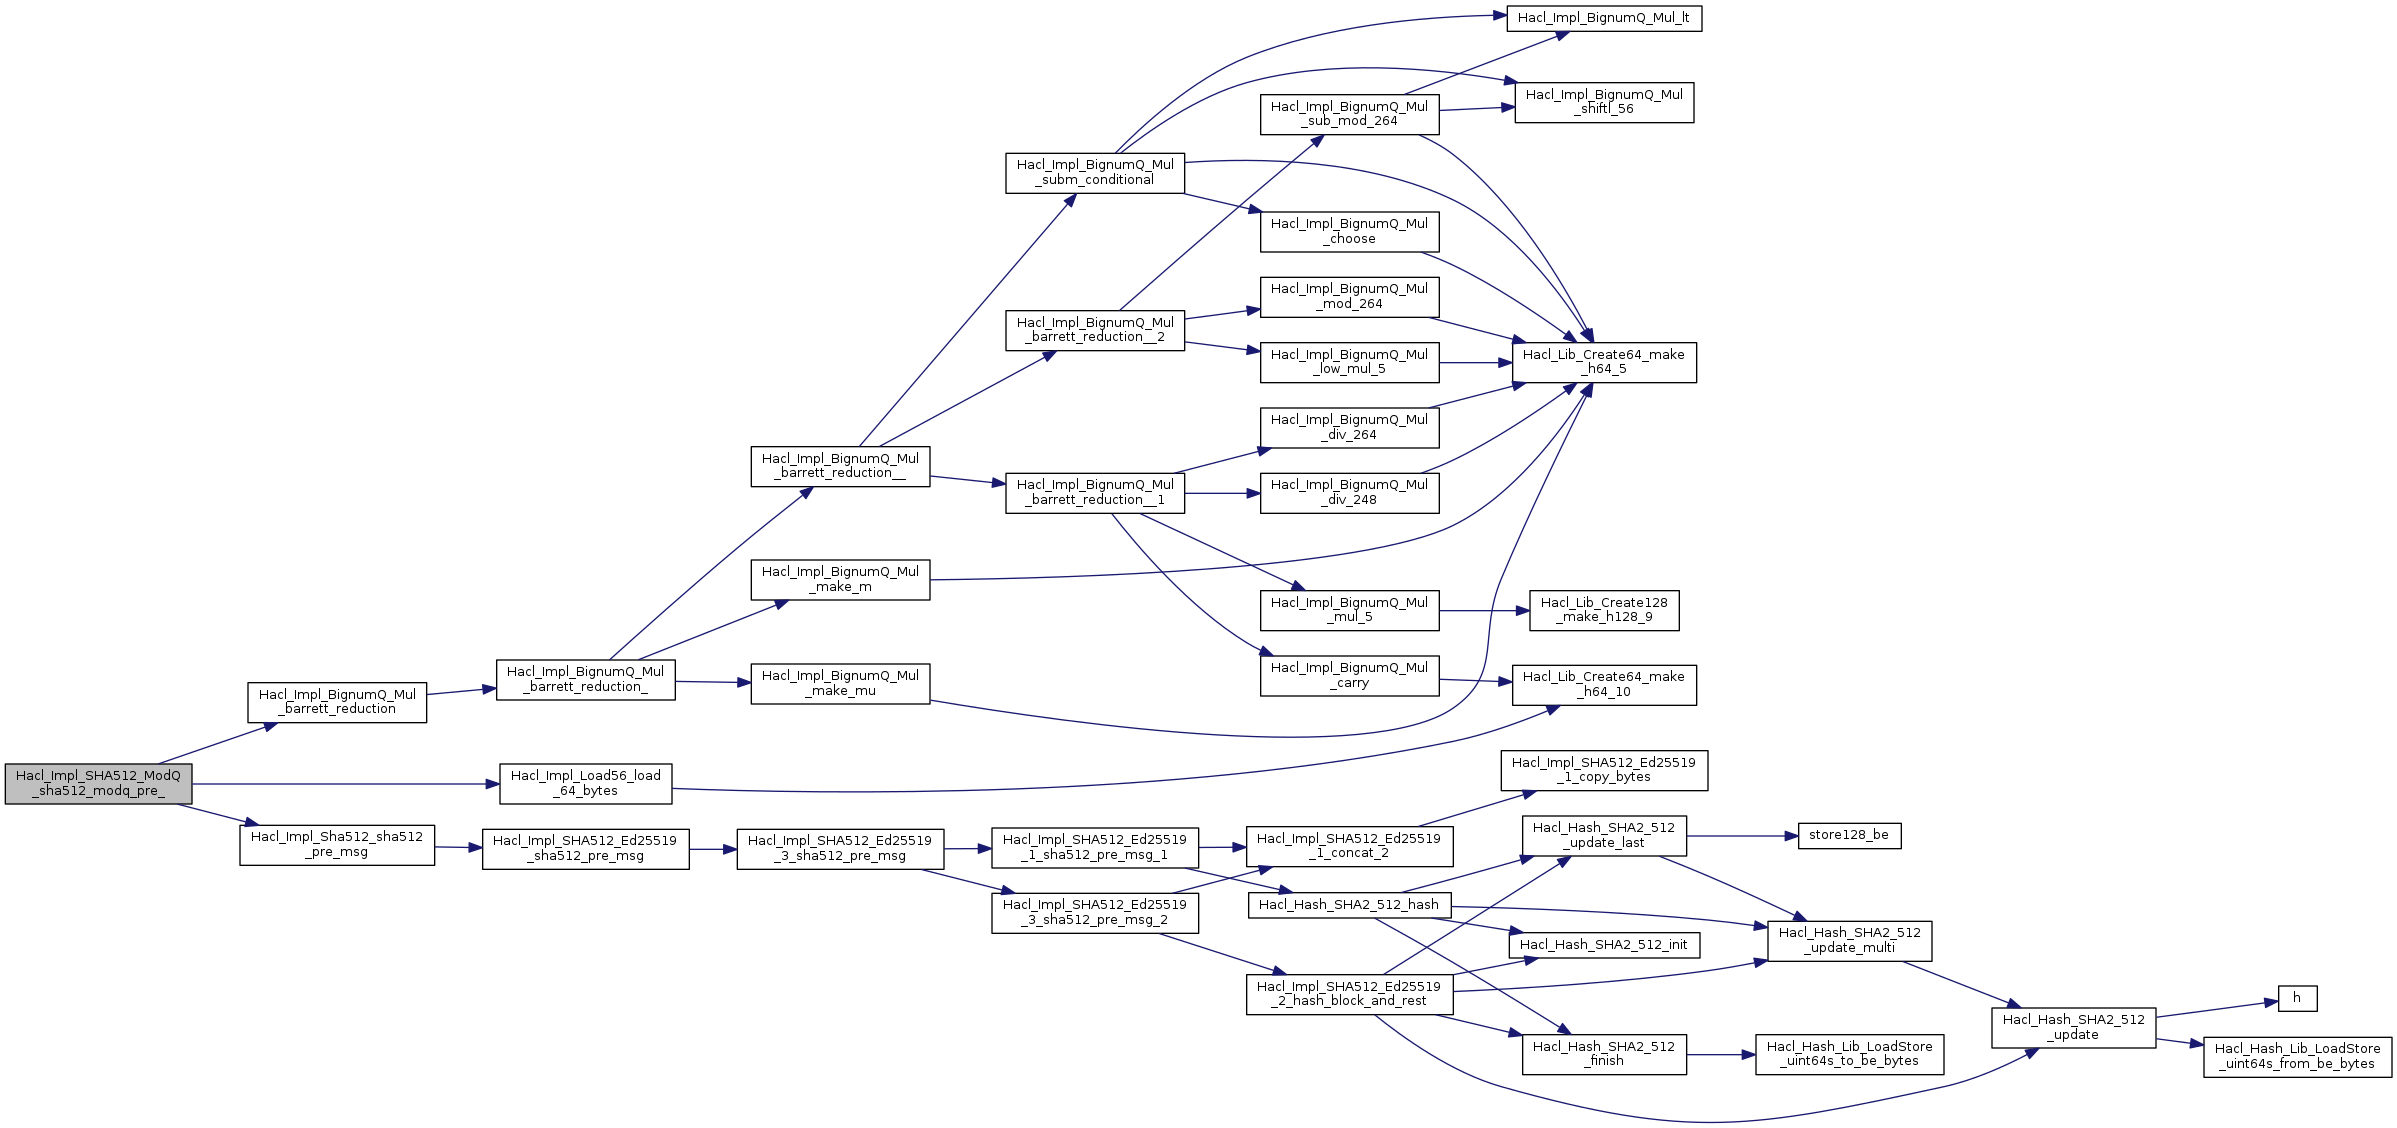 Hacl_Impl_SHA512_ModQ
_sha512_modq_pre_
Hacl_Impl_BignumQ_Mul
_barrett_reduction
Hacl_Impl_Load56_load
_64_bytes
Hacl_Impl_Sha512_sha512
_pre_msg
Hacl_Impl_BignumQ_Mul
_barrett_reduction_
Hacl_Impl_SHA512_Ed25519
_sha512_pre_msg
Hacl_Impl_BignumQ_Mul
_barrett_reduction__
Hacl_Impl_BignumQ_Mul
_make_m
Hacl_Impl_BignumQ_Mul
_make_mu
Hacl_Impl_SHA512_Ed25519
_3_sha512_pre_msg
Hacl_Impl_BignumQ_Mul
_subm_conditional
Hacl_Impl_BignumQ_Mul
_barrett_reduction__2
Hacl_Impl_BignumQ_Mul
_barrett_reduction__1
Hacl_Impl_SHA512_Ed25519
_1_sha512_pre_msg_1
Hacl_Impl_SHA512_Ed25519
_3_sha512_pre_msg_2
Hacl_Impl_BignumQ_Mul
_sub_mod_264
Hacl_Impl_BignumQ_Mul
_choose
Hacl_Impl_BignumQ_Mul
_mod_264
Hacl_Impl_BignumQ_Mul
_low_mul_5
Hacl_Impl_BignumQ_Mul
_div_264
Hacl_Impl_BignumQ_Mul
_div_248
Hacl_Impl_BignumQ_Mul
_mul_5
Hacl_Impl_BignumQ_Mul
_carry
Hacl_Impl_SHA512_Ed25519
_1_concat_2
Hacl_Hash_SHA2_512_hash
Hacl_Impl_SHA512_Ed25519
_2_hash_block_and_rest
Hacl_Impl_BignumQ_Mul_lt
Hacl_Impl_BignumQ_Mul
_shiftl_56
Hacl_Lib_Create64_make
_h64_5
Hacl_Lib_Create128
_make_h128_9
Hacl_Lib_Create64_make
_h64_10
Hacl_Impl_SHA512_Ed25519
_1_copy_bytes
Hacl_Hash_SHA2_512
_update_last
Hacl_Hash_SHA2_512_init
Hacl_Hash_SHA2_512
_finish
store128_be
Hacl_Hash_SHA2_512
_update_multi
Hacl_Hash_Lib_LoadStore
_uint64s_to_be_bytes
Hacl_Hash_SHA2_512
_update
h
Hacl_Hash_Lib_LoadStore
_uint64s_from_be_bytes